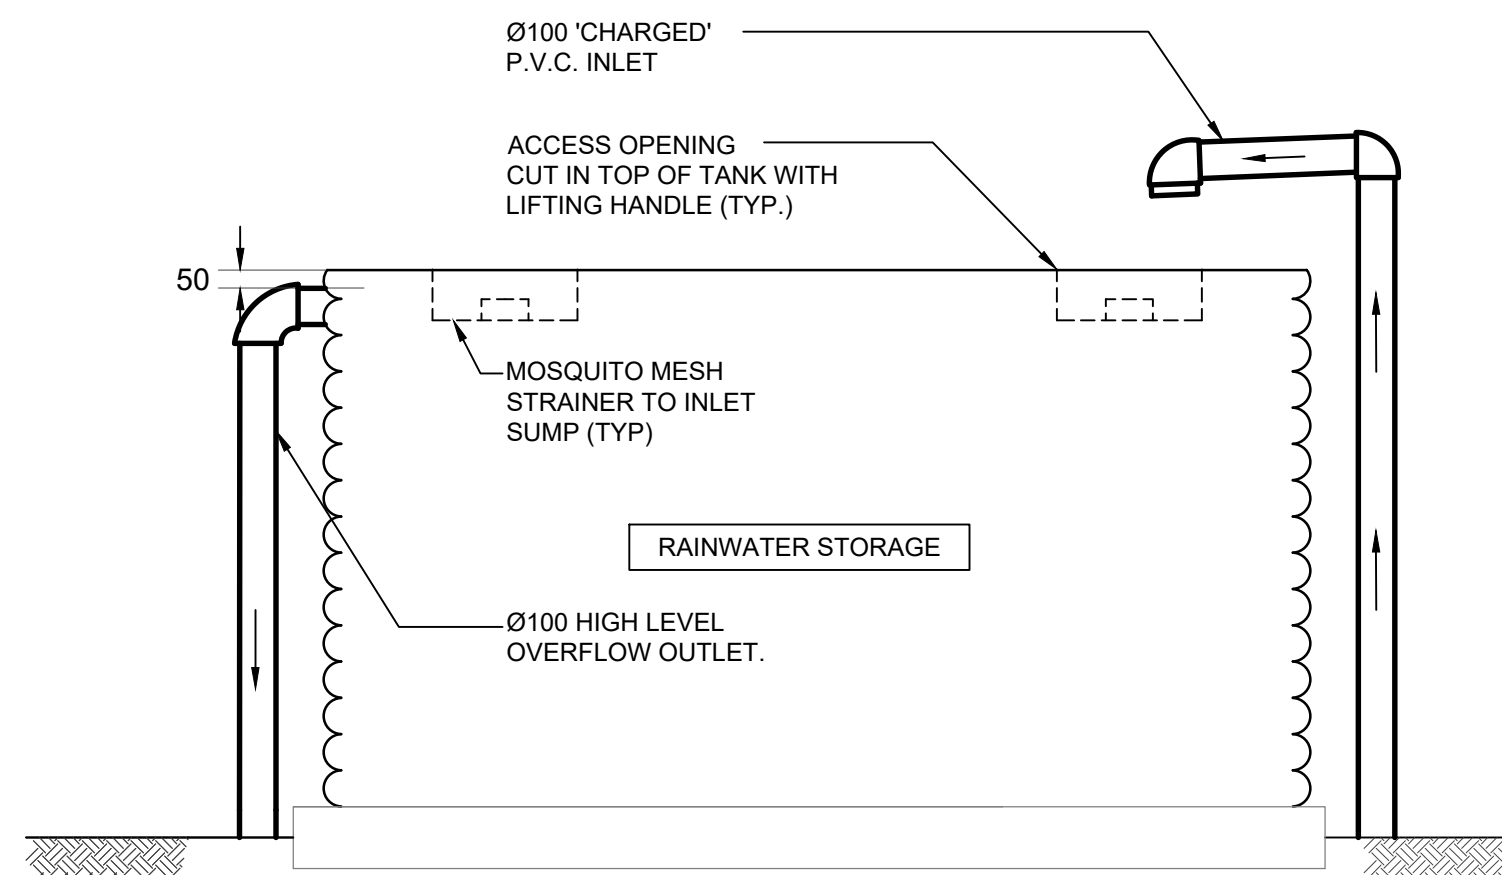 Ø100 'CHARGED'
P.V.C. INLET
ACCESS OPENING
CUT IN TOP OF TANK WITH
LIFTING HANDLE (TYP.)
50
MOSQUITO MESH
STRAINER TO INLET
SUMP (TYP)
RAINWATER STORAGE
Ø100 HIGH LEVEL
OVERFLOW OUTLET.